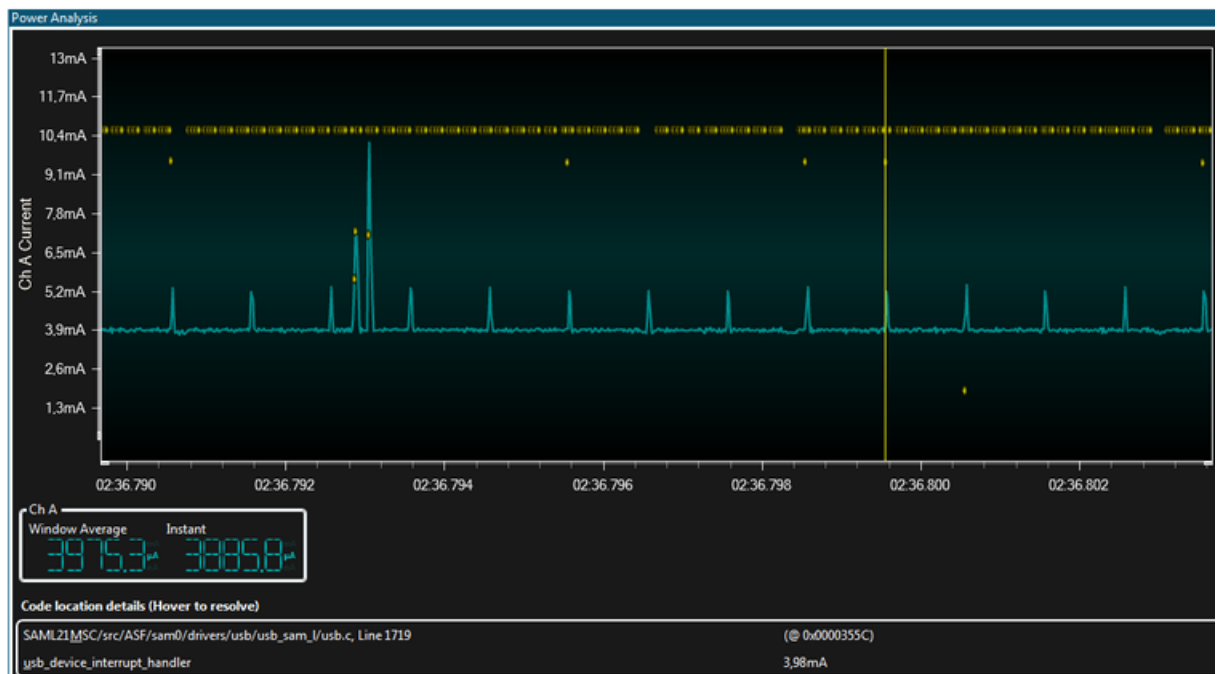 Power Analysis
13mA
11,7mA
10,4mA
9,1mA
7,8mA
6,5mA
5,2mA
3,9mA
2,6mA
1,3mA
Ch A Current
02:36.790 02:36.792 02:36.794 02:36.796 02:36.798 02:36.800 02:36.802
Ch A
Window Average Instant
3975.3 µA 3885.8 µA
Code location details (Hover to resolve)
SAML21MSC/src/ASF/sam0/drivers/usb/usb_sam_l/usb.c, Line 1719 (@ 0x0000355C)
usb_device_interrupt_handler 3,98mA